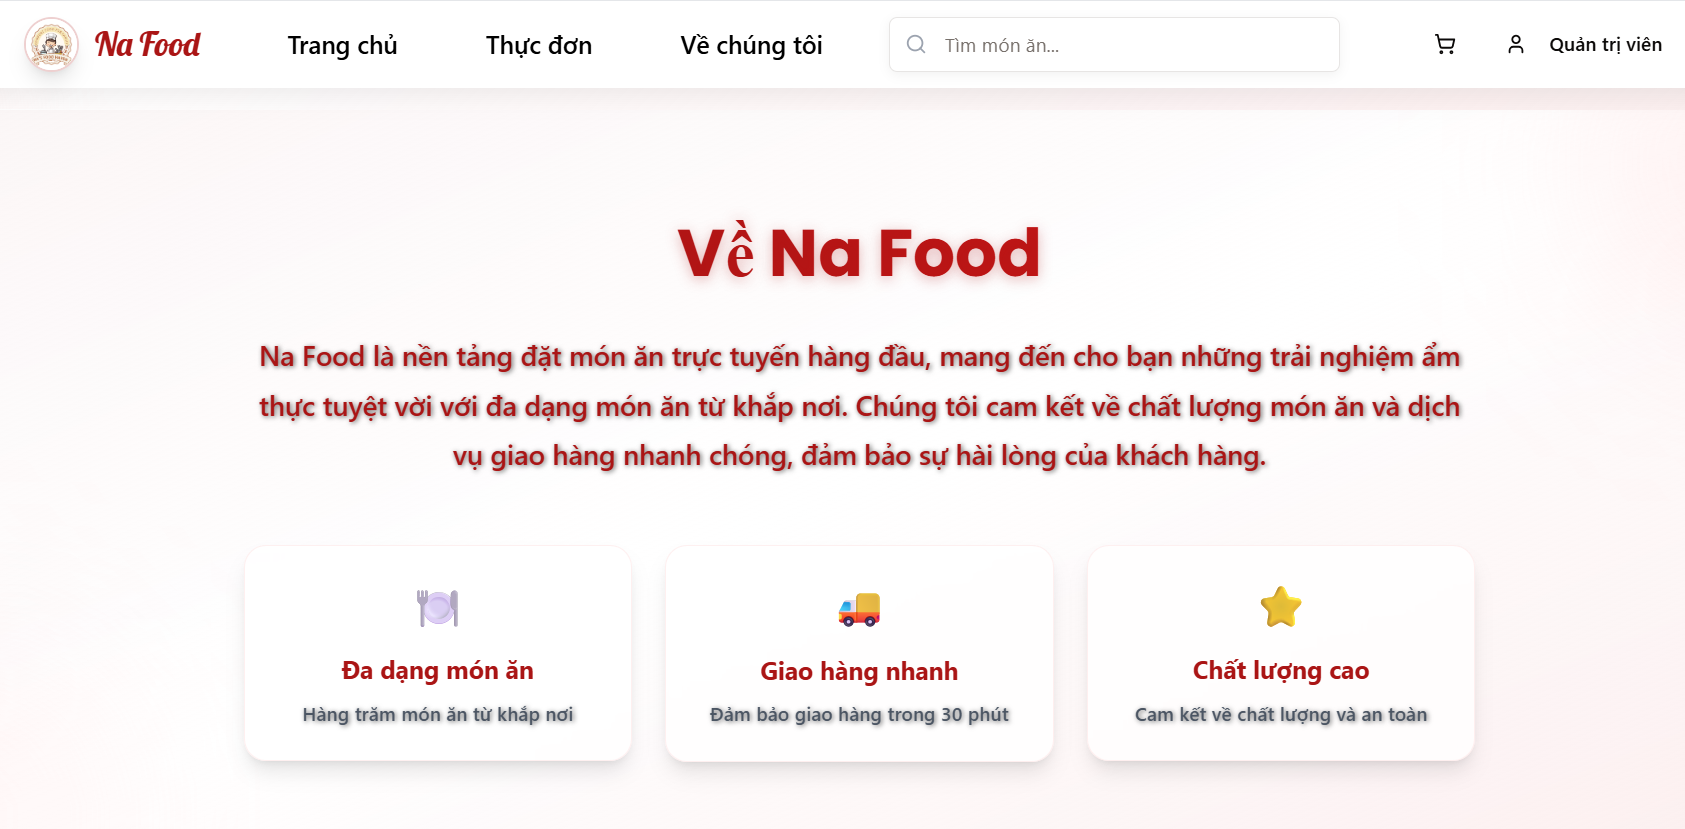 Na Food
Trang chủ
Thực đơn
Về chúng tôi
Tìm món ăn...
Quản trị viên
Về Na Food
Na Food là nền tảng đặt món ăn trực tuyến hàng đầu, mang đến cho bạn những trải nghiệm ẩm
thực tuyệt vời với đa dạng món ăn từ khắp nơi. Chúng tôi cam kết về chất lượng món ăn và dịch
vụ giao hàng nhanh chóng, đảm bảo sự hài lòng của khách hàng.
Đa dạng món ăn
Hàng trăm món ăn từ khắp nơi
Giao hàng nhanh
Đảm bảo giao hàng trong 30 phút
Chất lượng cao
Cam kết về chất lượng và an toàn